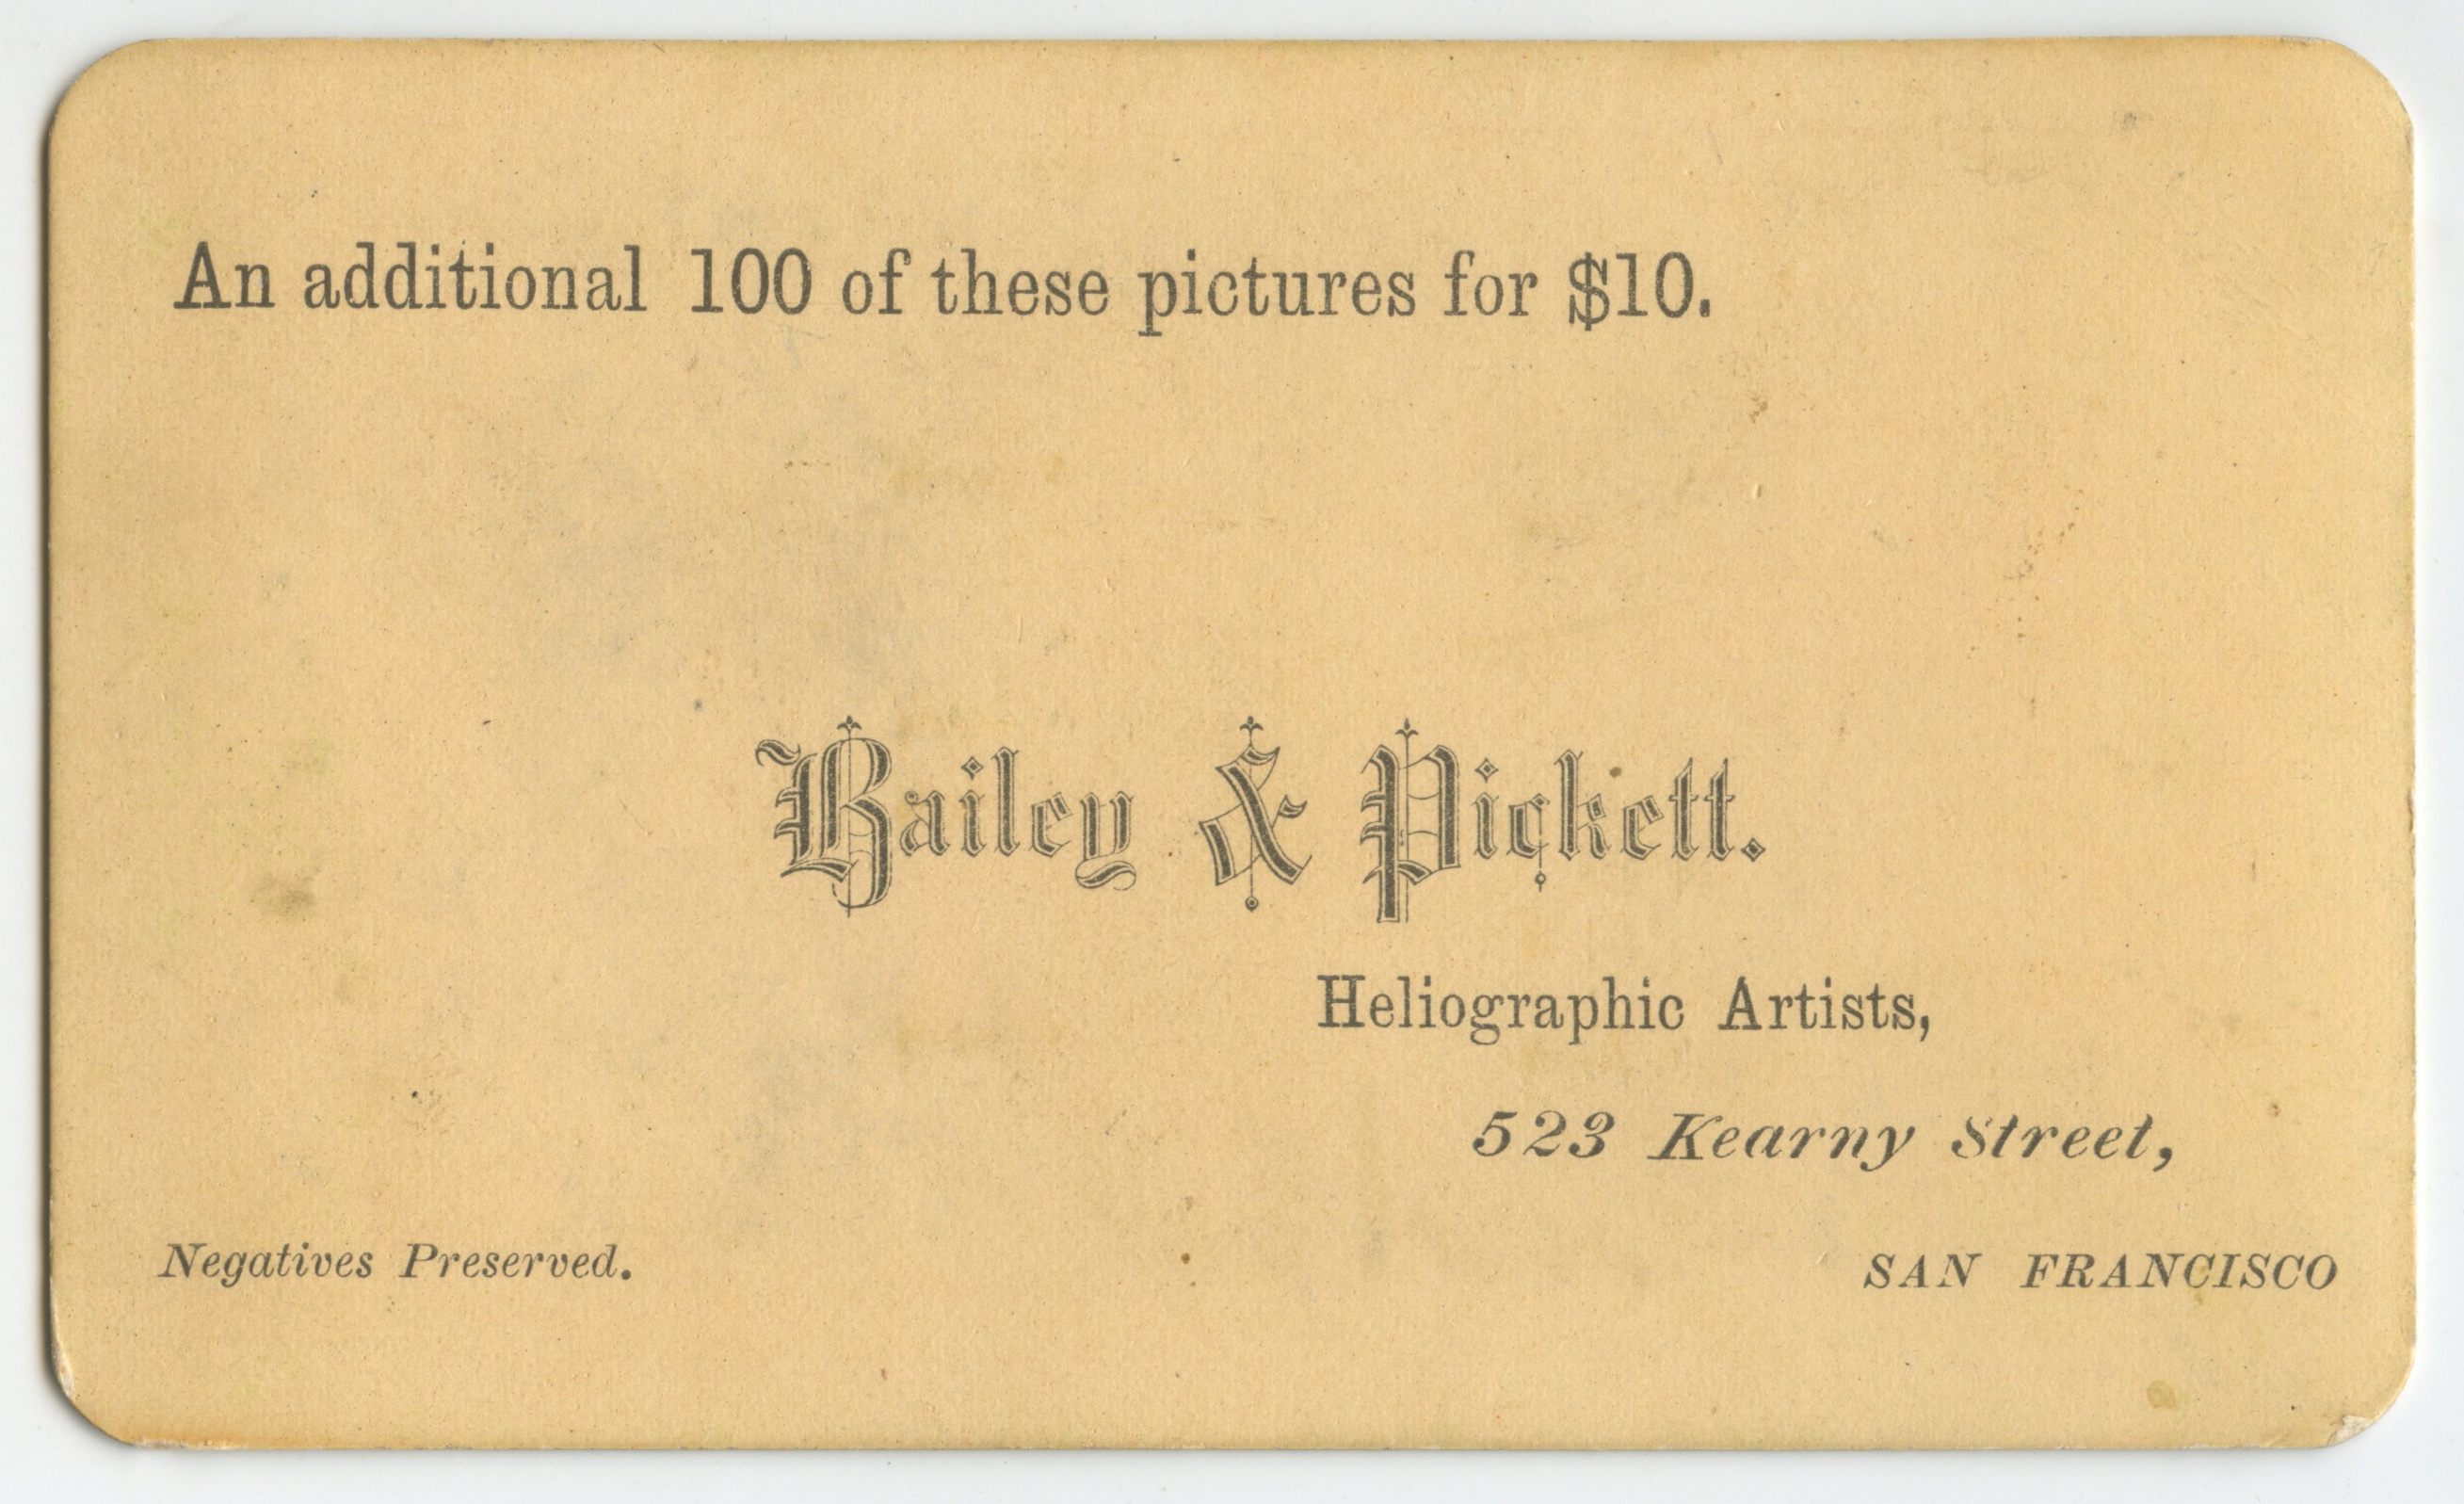 An additional 100 of these pictures for $10.
Bailey & Pickett.
Heliographic Artists,
523 Kearny Street,
Negatives Preserved.
SAN FRANCISCO